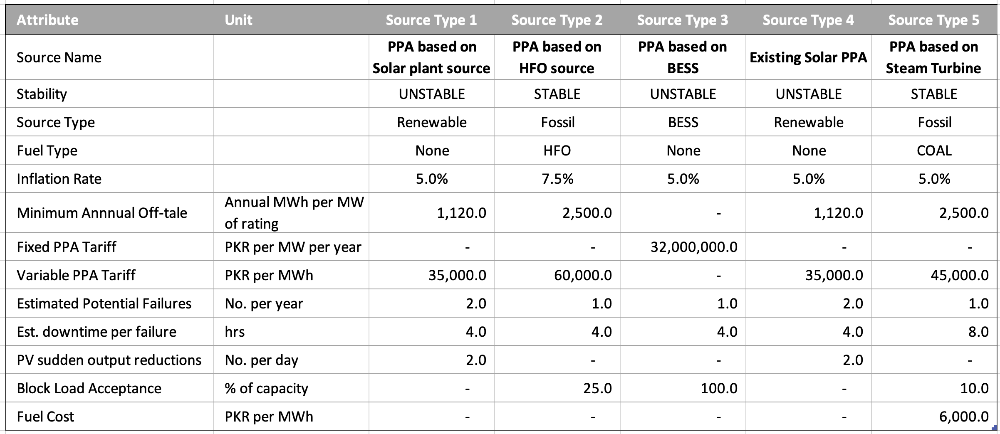 Attribute Unit Source Type 1 Source Type 2 Source Type 3 Source Type 4 Source Type 5
Source Name PPA based on Solar plant source PPA based on HFO source PPA based on BESS Existing Solar PPA PPA based on Steam Turbine
Stability UNSTABLE STABLE UNSTABLE UNSTABLE STABLE
Source Type Renewable Fossil BESS Renewable Fossil
Fuel Type None HFO None None COAL
Inflation Rate 5.0% 7.5% 5.0% 5.0% 5.0%
Minimum Annnual Off-tale Annual MWh per MW of rating 1,120.0 2,500.0 - 1,120.0 2,500.0
Fixed PPA Tariff PKR per MW per year - - 32,000,000.0 - -
Variable PPA Tariff PKR per MWh 35,000.0 60,000.0 - 35,000.0 45,000.0
Estimated Potential Failures No. per year 2.0 1.0 1.0 2.0 1.0
Est. downtime per failure hrs 4.0 4.0 4.0 4.0 8.0
PV sudden output reductions No. per day 2.0 - - 2.0 -
Block Load Acceptance % of capacity - 25.0 100.0 - 10.0
Fuel Cost PKR per MWh - - - - 6,000.0